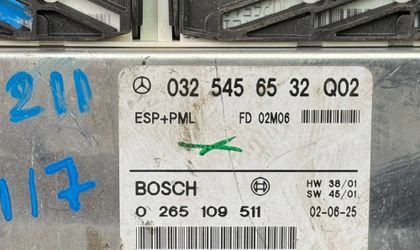 032 545 65 32 Q02
ESP+PML FD 02M06
BOSCH HW 38/01
SW 45/01
0 265 109 511 02-06-25
211
117